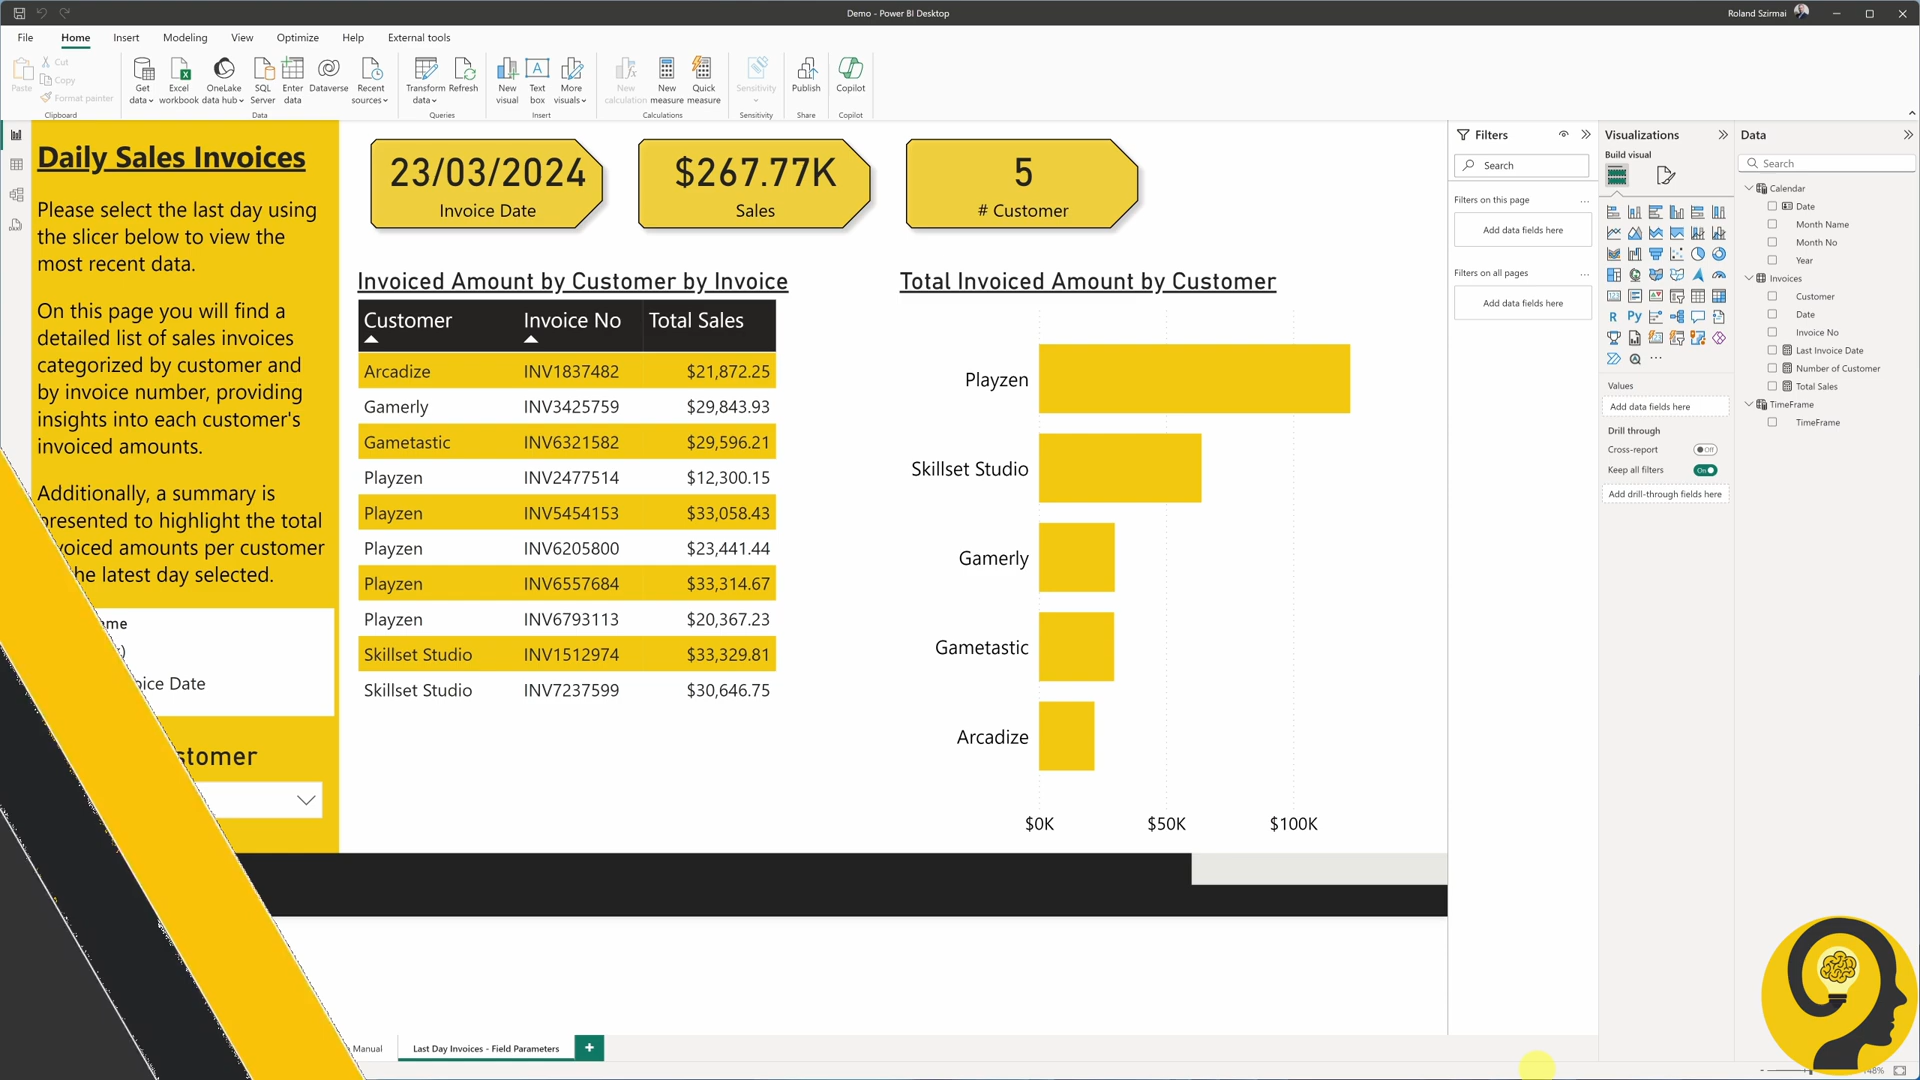 Demo - Power BI Desktop
Roland Szirmai
File
Home
Insert
Modeling
View
Optimize
Help
External tools
Paste
Cut
Copy
Format painter
Clipboard
Get
data
Excel
workbook
OneLake
data hub
SQL
Server
Enter
data
Dataverse
Recent
sources
Data
Transform
data
Refresh
Queries
New
visual
Text
box
More
visuals
Insert
New
calculation
New
measure
Quick
measure
Calculations
Sensitivity
Sensitivity
Publish
Share
Copilot
Copilot
Daily Sales Invoices
Please select the last day using
the slicer below to view the
most recent data.
On this page you will find a
detailed list of sales invoices
categorized by customer and
by invoice number, providing
insights into each customer's
invoiced amounts.
Additionally, a summary is
presented to highlight the total
voiced amounts per customer
he latest day selected.
ame
oice Date
stomer
23/03/2024
Invoice Date
$267.77K
Sales
5
# Customer
Invoiced Amount by Customer by Invoice
Customer Invoice No Total Sales
Arcadize INV1837482 $21,872.25
Gamerly INV3425759 $29,843.93
Gametastic INV6321582 $29,596.21
Playzen INV2477514 $12,300.15
Playzen INV5454153 $33,058.43
Playzen INV6205800 $23,441.44
Playzen INV6557684 $33,314.67
Playzen INV6793113 $20,367.23
Skillset Studio INV1512974 $33,329.81
Skillset Studio INV7237599 $30,646.75
Total Invoiced Amount by Customer
Playzen
Skillset Studio
Gamerly
Gametastic
Arcadize
$0K $50K $100K
Filters
Search
Filters on this page
Add data fields here
Filters on all pages
Add data fields here
Visualizations
Build visual
R Py
Values
Add data fields here
Drill through
Cross-report
Off
Keep all filters
On
Add drill-through fields here
Data
Search
Calendar
Date
Month Name
Month No
Year
Invoices
Customer
Date
Invoice No
Last Invoice Date
Number of Customer
Total Sales
TimeFrame
TimeFrame
Manual
Last Day Invoices - Field Parameters